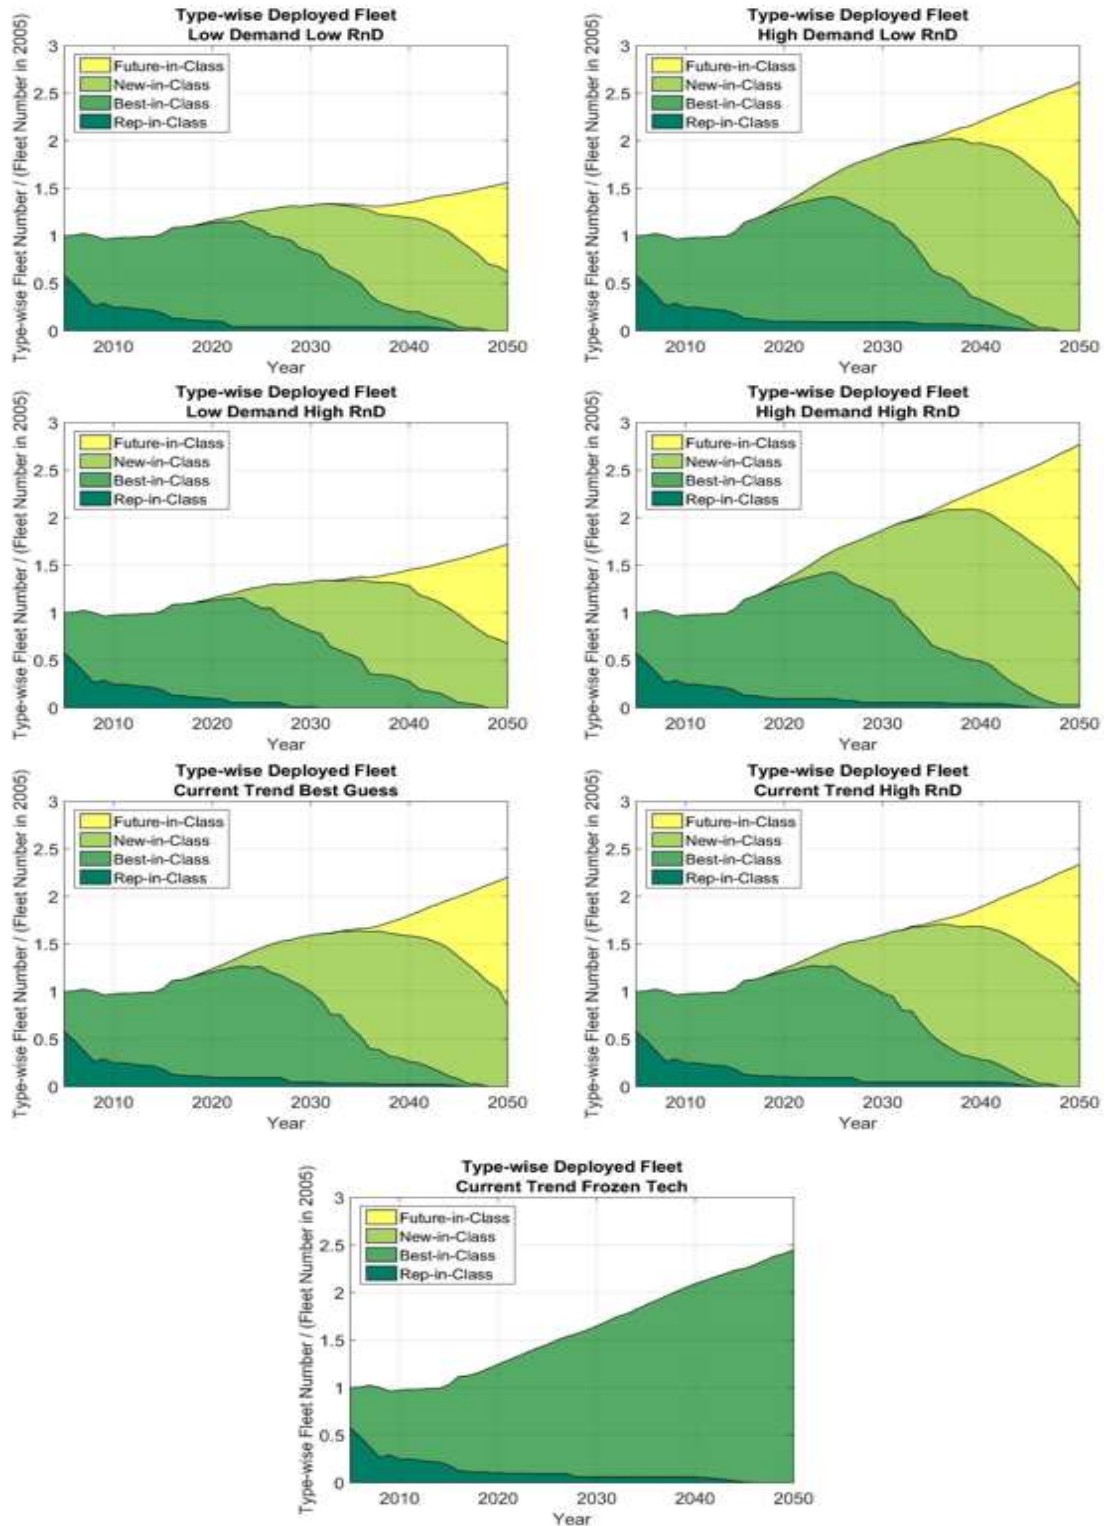 Type-wise Deployed Fleet
Low Demand Low RnD
Type-wise Fleet Number / (Fleet Number in 2005)
3
2.5
2
1.5
1
0.5
0
Future-in-Class
New-in-Class
Best-in-Class
Rep-in-Class
2010 2020 2030 2040 2050
Year
Type-wise Deployed Fleet
High Demand Low RnD
Type-wise Fleet Number / (Fleet Number in 2005)
3
2.5
2
1.5
1
0.5
0
Future-in-Class
New-in-Class
Best-in-Class
Rep-in-Class
2010 2020 2030 2040 2050
Year
Type-wise Deployed Fleet
Low Demand High RnD
Type-wise Fleet Number / (Fleet Number in 2005)
3
2.5
2
1.5
1
0.5
0
Future-in-Class
New-in-Class
Best-in-Class
Rep-in-Class
2010 2020 2030 2040 2050
Year
Type-wise Deployed Fleet
High Demand High RnD
Type-wise Fleet Number / (Fleet Number in 2005)
3
2.5
2
1.5
1
0.5
0
Future-in-Class
New-in-Class
Best-in-Class
Rep-in-Class
2010 2020 2030 2040 2050
Year
Type-wise Deployed Fleet
Current Trend Best Guess
Type-wise Fleet Number / (Fleet Number in 2005)
3
2.5
2
1.5
1
0.5
0
Future-in-Class
New-in-Class
Best-in-Class
Rep-in-Class
2010 2020 2030 2040 2050
Year
Type-wise Deployed Fleet
Current Trend High RnD
Type-wise Fleet Number / (Fleet Number in 2005)
3
2.5
2
1.5
1
0.5
0
Future-in-Class
New-in-Class
Best-in-Class
Rep-in-Class
2010 2020 2030 2040 2050
Year
Type-wise Deployed Fleet
Current Trend Frozen Tech
Type-wise Fleet Number / (Fleet Number in 2005)
3
2.5
2
1.5
1
0.5
0
Future-in-Class
New-in-Class
Best-in-Class
Rep-in-Class
2010 2020 2030 2040 2050
Year